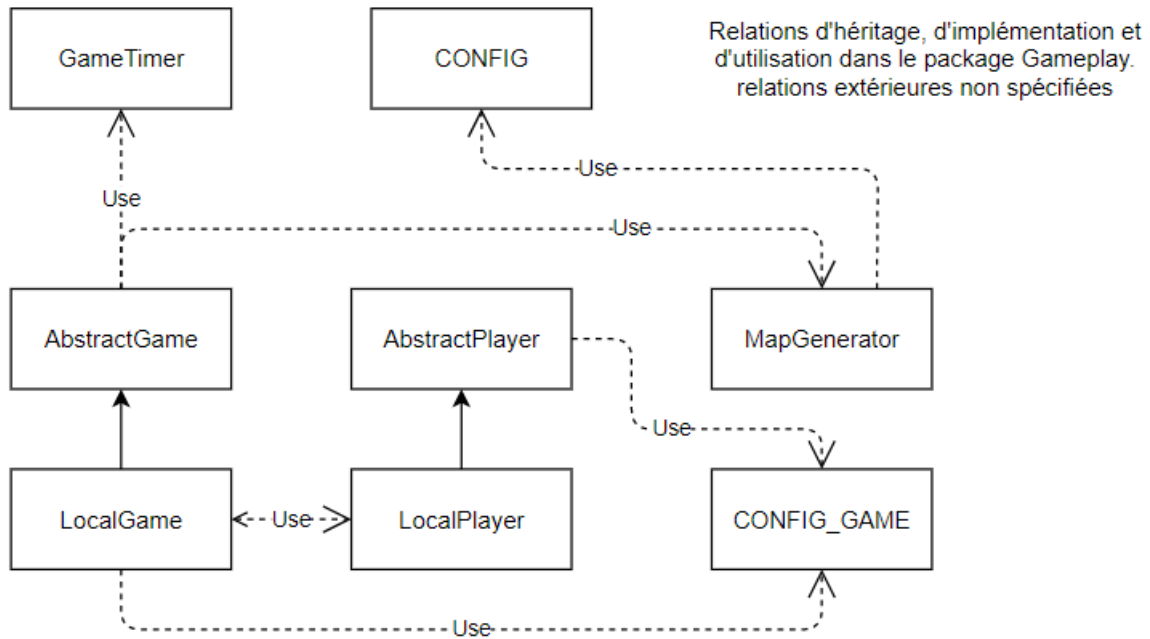 GameTimer
CONFIG
Relations d'héritage, d'implémentation et
d'utilisation dans le package Gameplay.
relations extérieures non spécifiées
Use
Use
Use
AbstractGame
AbstractPlayer
MapGenerator
Use
LocalGame
Use
LocalPlayer
CONFIG_GAME
Use